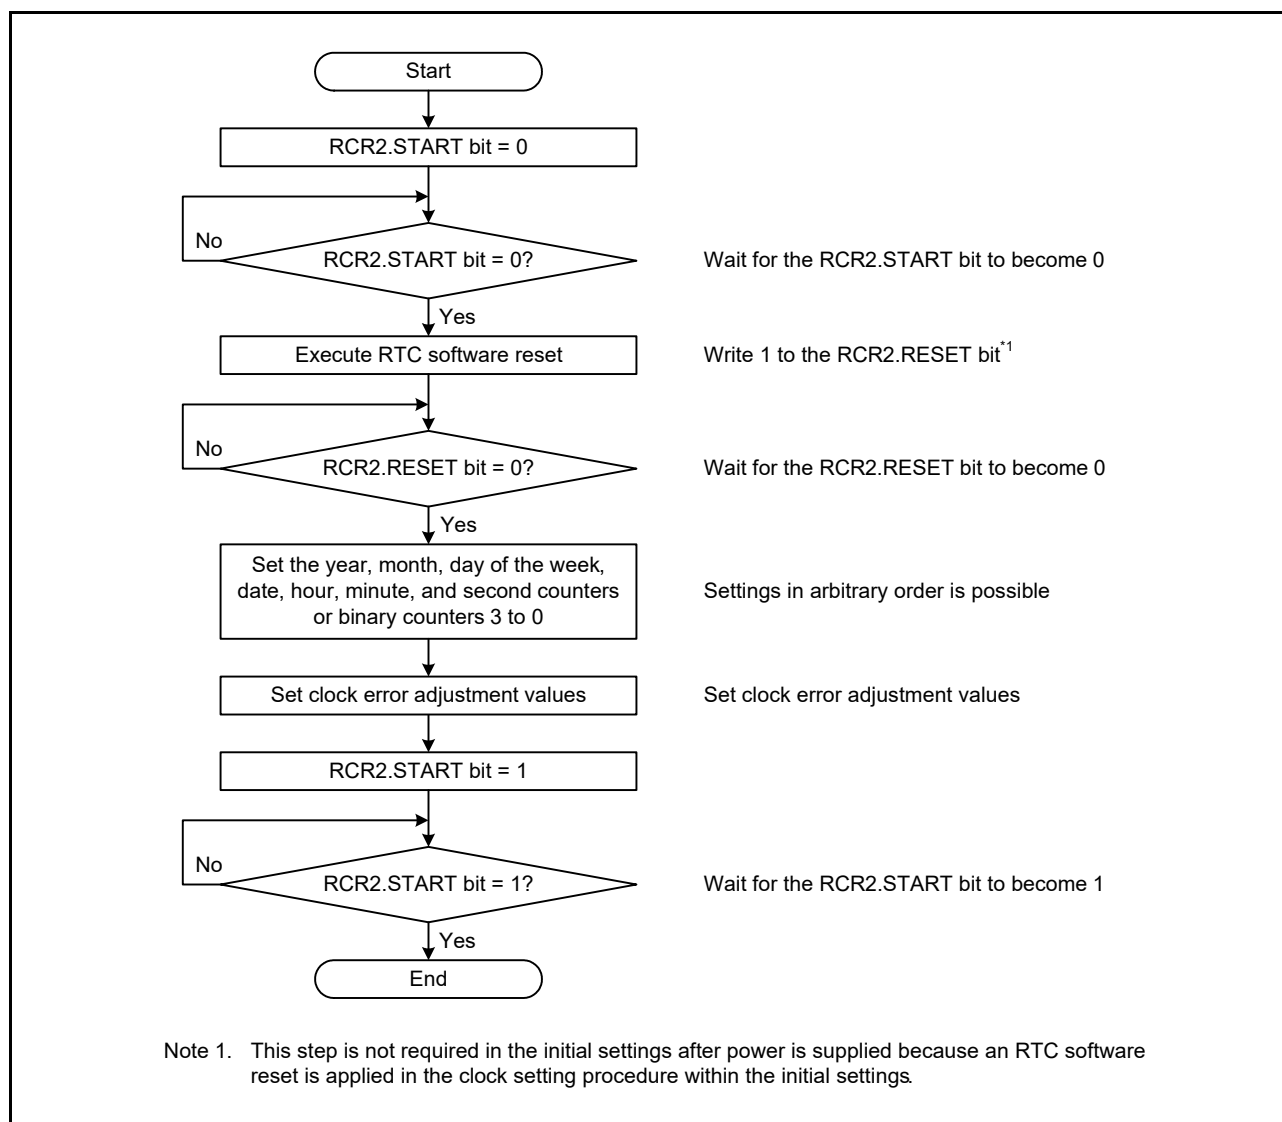 Start
RCR2.START bit = 0
No
RCR2.START bit = 0?
Wait for the RCR2.START bit to become 0
Yes
Execute RTC software reset
Write 1 to the RCR2.RESET bit*1
No
RCR2.RESET bit = 0?
Wait for the RCR2.RESET bit to become 0
Yes
Set the year, month, day of the week,
date, hour, minute, and second counters
or binary counters 3 to 0
Settings in arbitrary order is possible
Set clock error adjustment values
Set clock error adjustment values
RCR2.START bit = 1
No
RCR2.START bit = 1?
Wait for the RCR2.START bit to become 1
Yes
End
Note 1. This step is not required in the initial settings after power is supplied because an RTC software
reset is applied in the clock setting procedure within the initial settings.